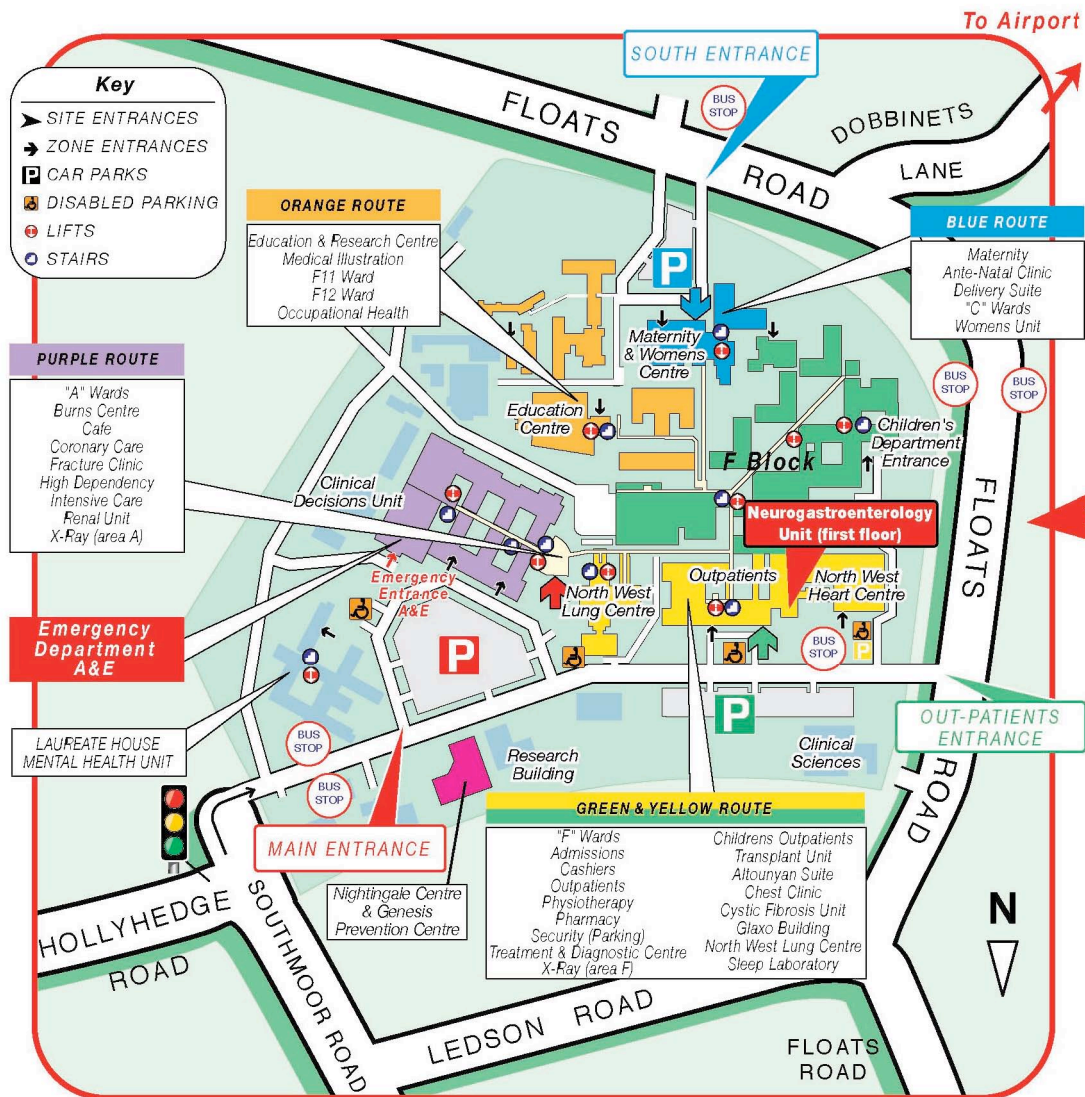 To Airport
SOUTH ENTRANCE
Key
SITE ENTRANCES
ZONE ENTRANCES
P CAR PARKS
DISABLED PARKING
LIFTS
STAIRS
FLOATS
ROAD
BUS
STOP
DOBBINETS
LANE
ORANGE ROUTE
Education & Research Centre
Medical Illustration
F11 Ward
F12 Ward
Occupational Health
P
BLUE ROUTE
Maternity
Ante-Natal Clinic
Delivery Suite
"C" Wards
Womens Unit
PURPLE ROUTE
"A" Wards
Burns Centre
Cafe
Coronary Care
Fracture Clinic
High Dependency
Intensive Care
Renal Unit
X-Ray (area A)
Maternity
& Womens
Centre
BUS
STOP
BUS
STOP
Education
Centre
Children's
Department
Entrance
F Block
Clinical
Decisions Unit
FLOATS
Neurogastroenterology
Unit (first floor)
Emergency
Entrance
A&E
North West
Lung Centre
Outpatients
North West
Heart Centre
Emergency
Department
A&E
P
BUS
STOP
P
P
OUT-PATIENTS
ENTRANCE
LAUREATE HOUSE
MENTAL HEALTH UNIT
BUS
STOP
BUS
STOP
Research
Building
Clinical
Sciences
ROAD
MAIN ENTRANCE
GREEN & YELLOW ROUTE
"F" Wards
Admissions
Cashiers
Outpatients
Physiotherapy
Pharmacy
Security (Parking)
Treatment & Diagnostic Centre
X-Ray (area F)
Childrens Outpatients
Transplant Unit
Altounyan Suite
Chest Clinic
Cystic Fibrosis Unit
Glaxo Building
North West Lung Centre
Sleep Laboratory
Nightingale Centre
& Genesis
Prevention Centre
N
HOLLYHEDGE
ROAD
SOUTHMOOR ROAD
LEDSON ROAD
FLOATS
ROAD